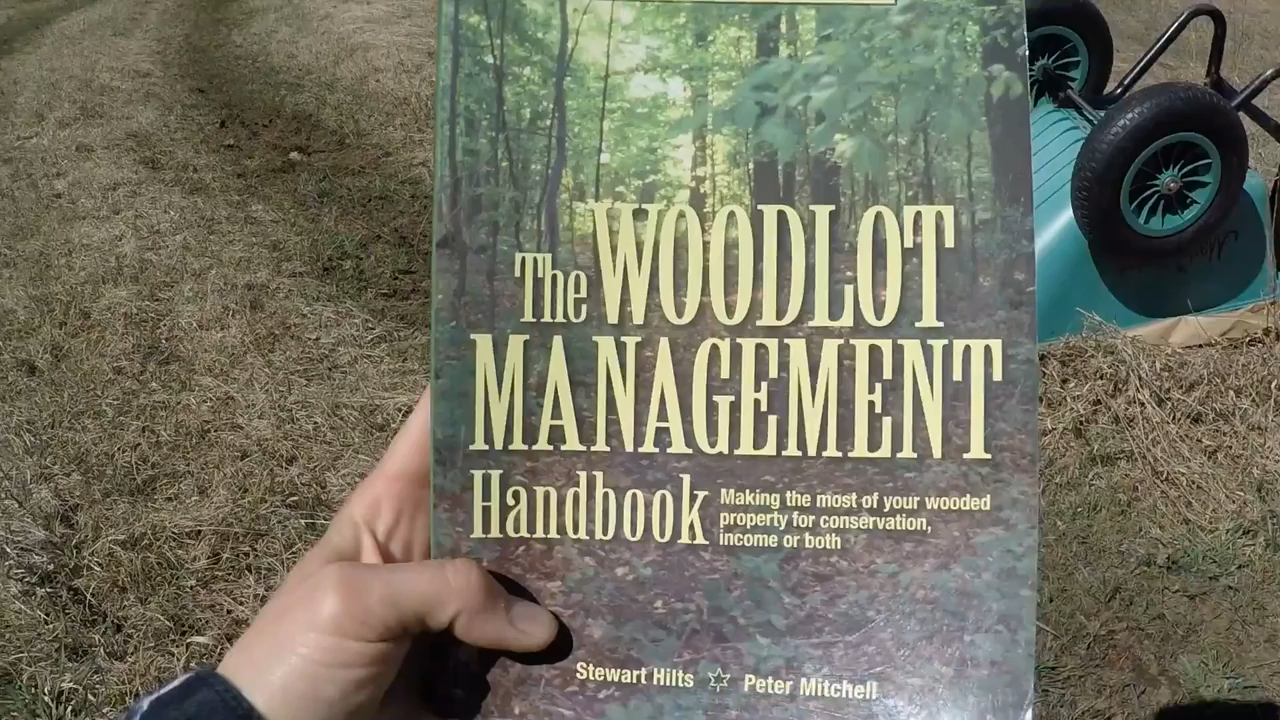 The WOODLOT
MANAGEMENT
Handbook
Making the most of your wooded
property for conservation,
income or both
Stewart Hilts
Peter Mitchell